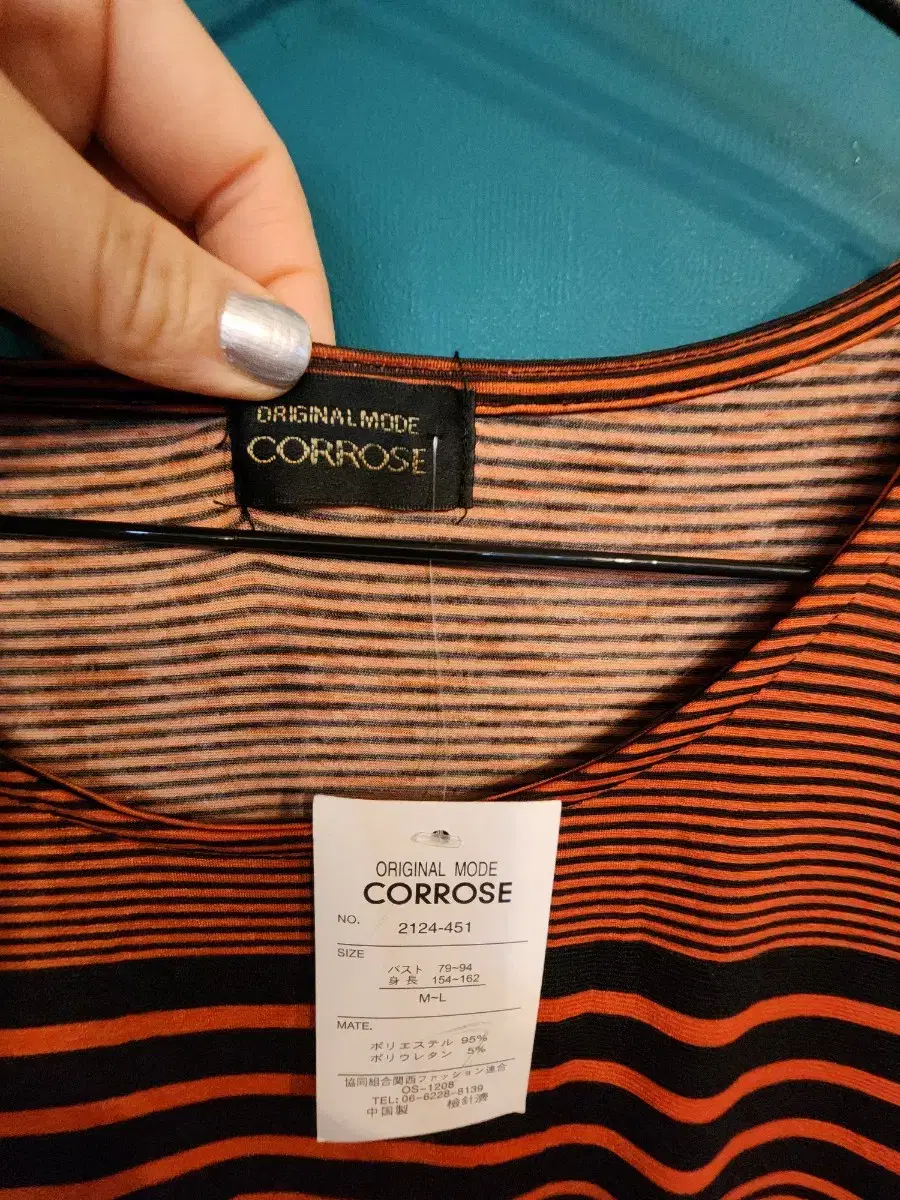 ORIGINAL MODE
CORROSE
ORIGINAL MODE
CORROSE
NO.
2124-451
SIZE
バスト 79~94
身長 154~162
M~L
MATE.
ポリエステル 95%
ポリウレタン 5%
協同組合関西ファッション連合
OS-1208
TEL:06-6228-8139
中国製 検針済